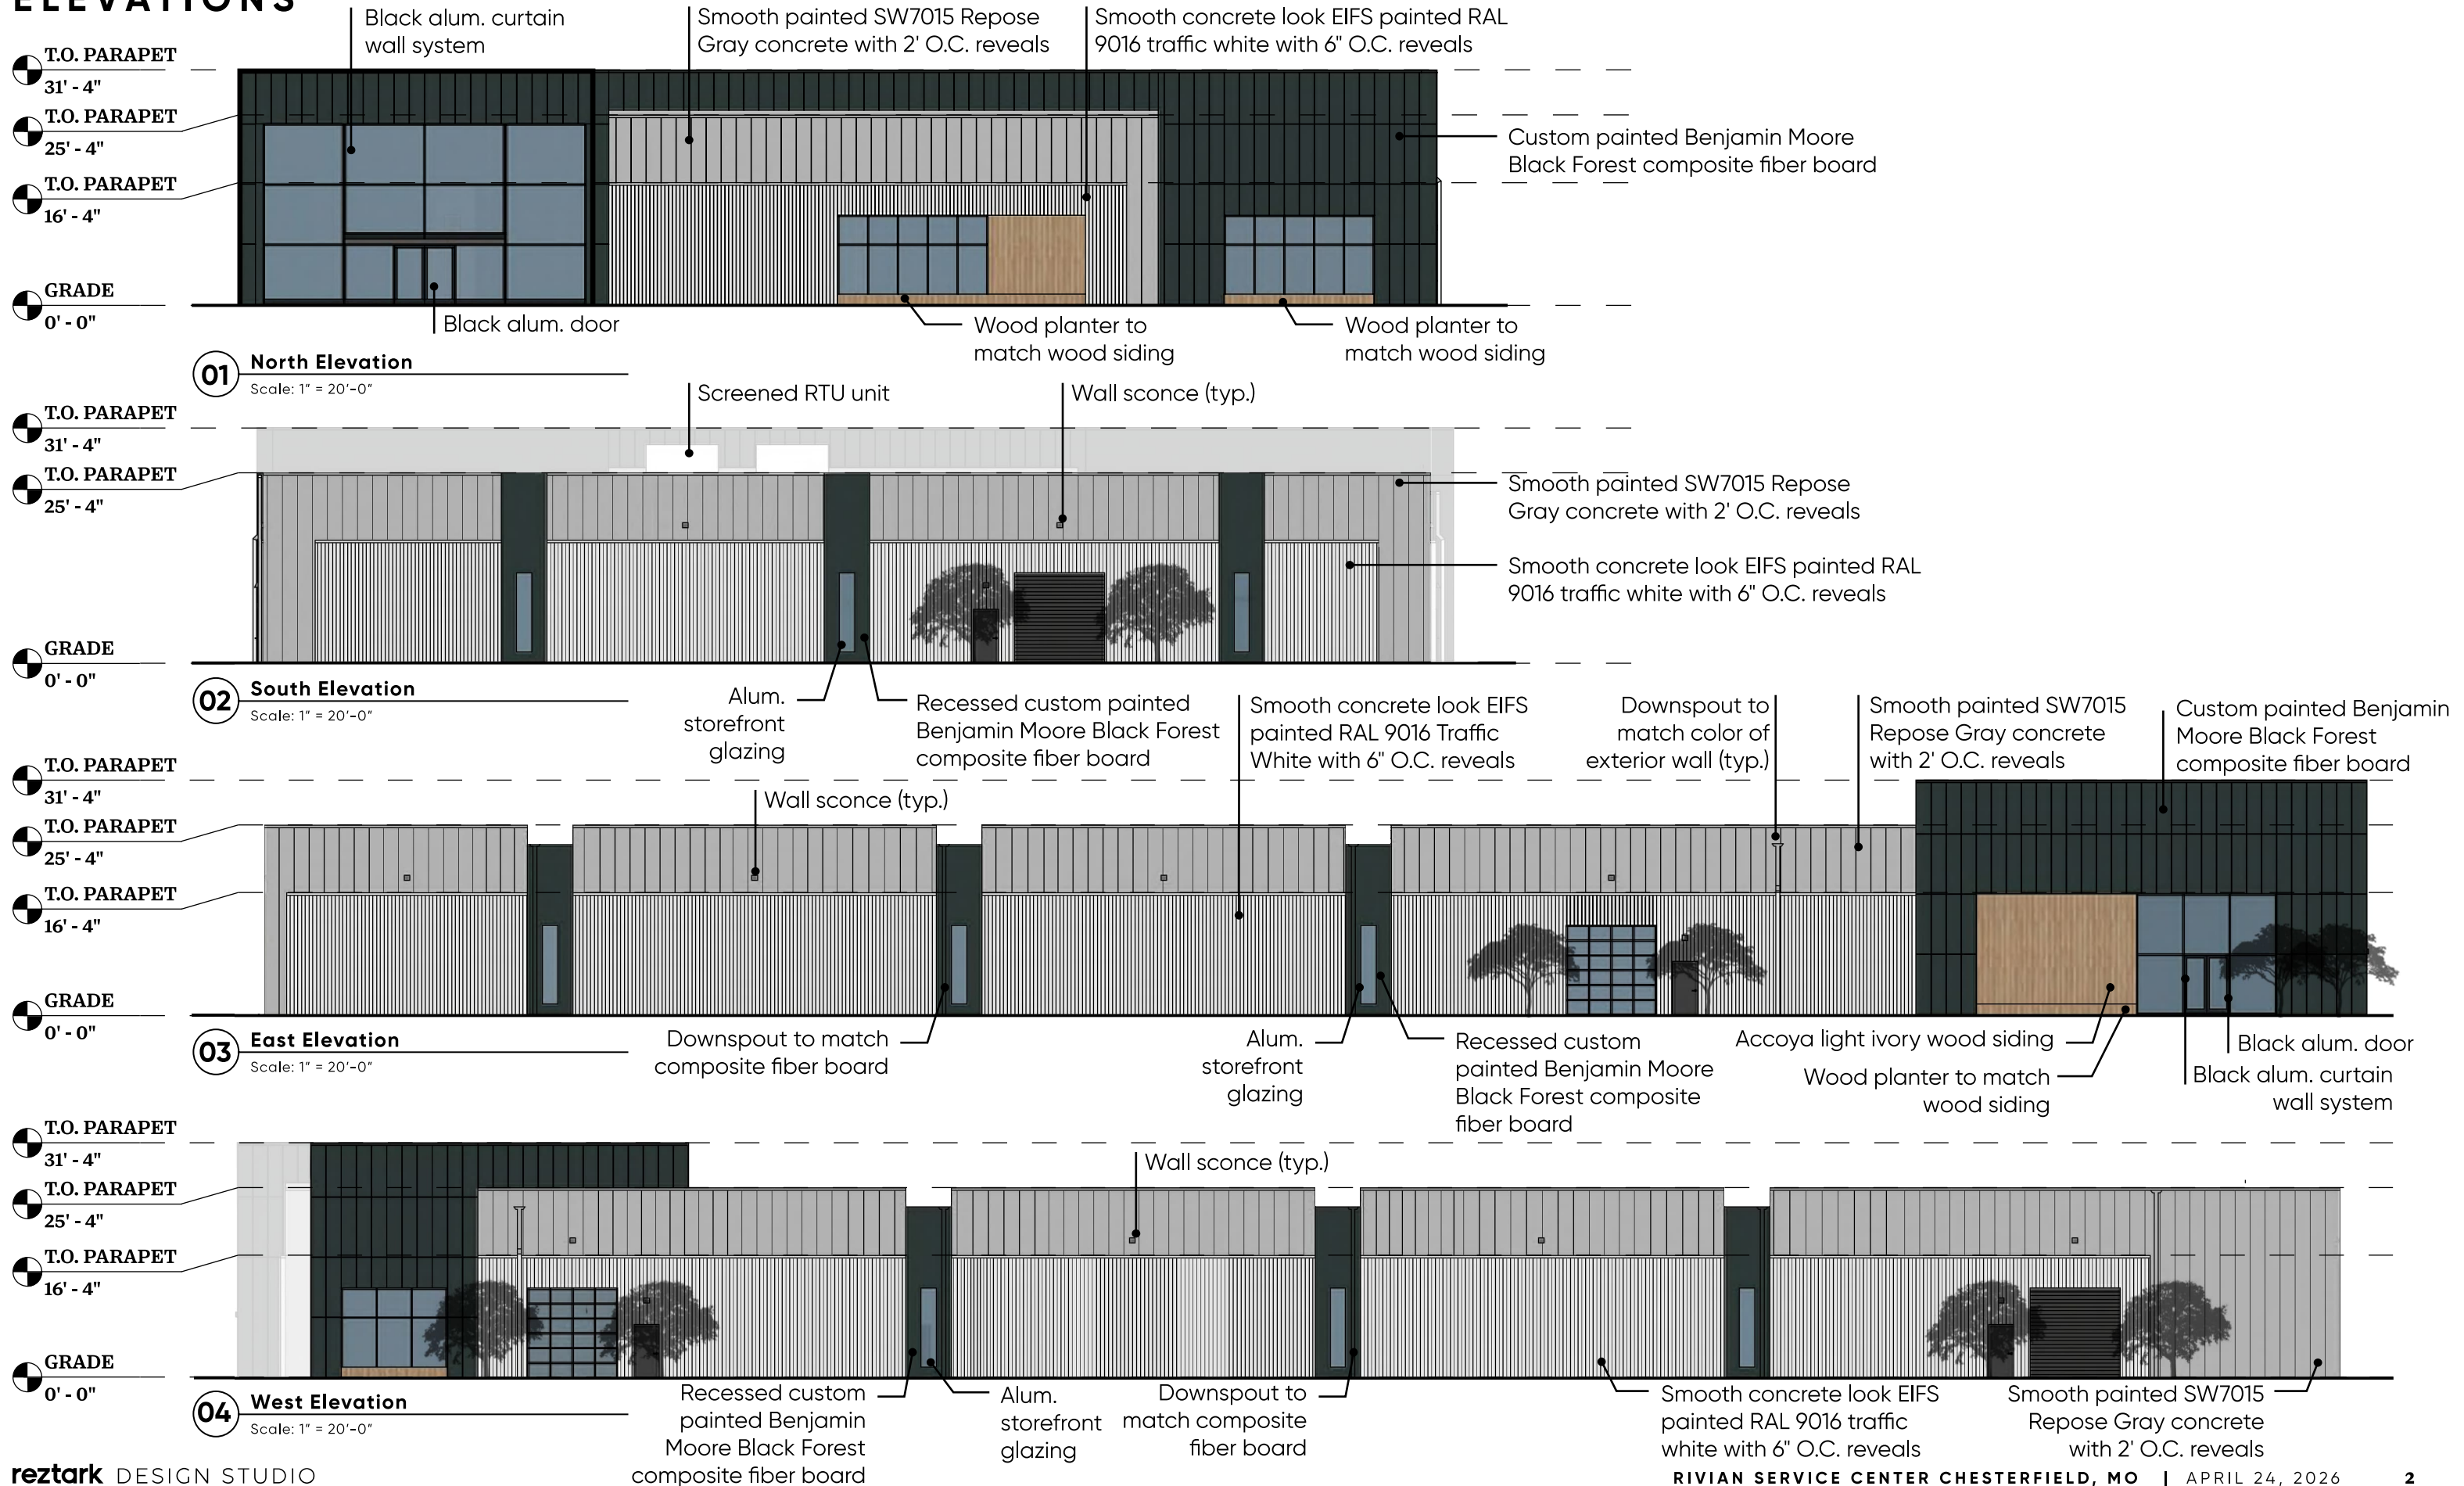 ELEVATIONS
Black alum. curtain
wall system
Smooth painted SW7015 Repose
Gray concrete with 2' O.C. reveals
Smooth concrete look EIFS painted RAL
9016 traffic white with 6" O.C. reveals
T.O. PARAPET
31' - 4"
T.O. PARAPET
25' - 4"
T.O. PARAPET
16' - 4"
GRADE
0' - 0"
Custom painted Benjamin Moore
Black Forest composite fiber board
Black alum. door
Wood planter to
match wood siding
Wood planter to
match wood siding
01 North Elevation
Scale: 1" = 20'-0"
Screened RTU unit
Wall sconce (typ.)
T.O. PARAPET
31' - 4"
T.O. PARAPET
25' - 4"
GRADE
0' - 0"
Smooth painted SW7015 Repose
Gray concrete with 2' O.C. reveals
Smooth concrete look EIFS painted RAL
9016 traffic white with 6" O.C. reveals
02 South Elevation
Scale: 1" = 20'-0"
Alum.
storefront
glazing
Recessed custom painted
Benjamin Moore Black Forest
composite fiber board
Smooth concrete look EIFS
painted RAL 9016 Traffic
White with 6" O.C. reveals
Downspout to
match color of
exterior wall (typ.)
Smooth painted SW7015
Repose Gray concrete
with 2' O.C. reveals
Custom painted Benjamin
Moore Black Forest
composite fiber board
T.O. PARAPET
31' - 4"
T.O. PARAPET
25' - 4"
T.O. PARAPET
16' - 4"
GRADE
0' - 0"
Wall sconce (typ.)
03 East Elevation
Scale: 1" = 20'-0"
Downspout to match
composite fiber board
Alum.
storefront
glazing
Recessed custom
painted Benjamin Moore
Black Forest composite
fiber board
Accoya light ivory wood siding
Wood planter to match
wood siding
Black alum. door
Black alum. curtain
wall system
T.O. PARAPET
31' - 4"
T.O. PARAPET
25' - 4"
T.O. PARAPET
16' - 4"
GRADE
0' - 0"
Wall sconce (typ.)
04 West Elevation
Scale: 1" = 20'-0"
Recessed custom
painted Benjamin
Moore Black Forest
composite fiber board
Alum.
storefront
glazing
Downspout to
match composite
fiber board
Smooth concrete look EIFS
painted RAL 9016 traffic
white with 6" O.C. reveals
Smooth painted SW7015
Repose Gray concrete
with 2' O.C. reveals
reztark DESIGN STUDIO
RIVIAN SERVICE CENTER CHESTERFIELD, MO | APRIL 24, 2026 2